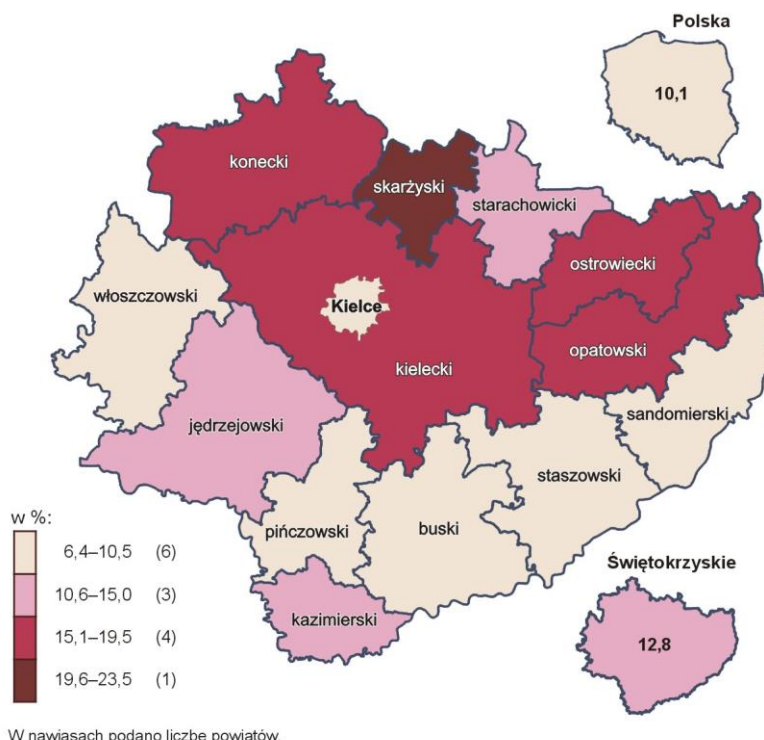 Polska
10,1
konecki
skarżyski
starachowicki
ostrowiecki
włoszczowski
Kielce
opatowski
kielecki
sandomierski
jędrzejowski
staszowski
w %:
6,4–10,5 (6)
pińczowski
buski
10,6–15,0 (3)
Świętokrzyskie
kazimierski
15,1–19,5 (4)
12,8
19,6–23,5 (1)
W nawiasach podano liczbę powiatów